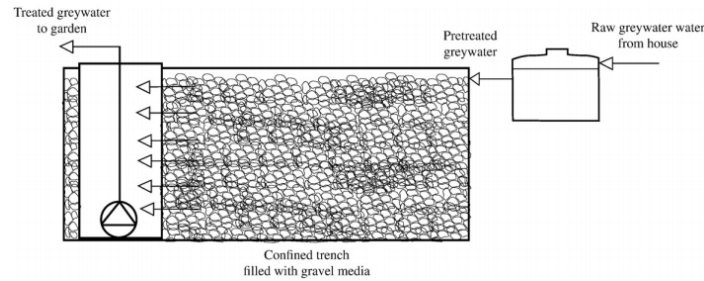 Treated greywater
to garden
Pretreated
greywater
Raw greywater water
from house
Confined trench
filled with gravel media